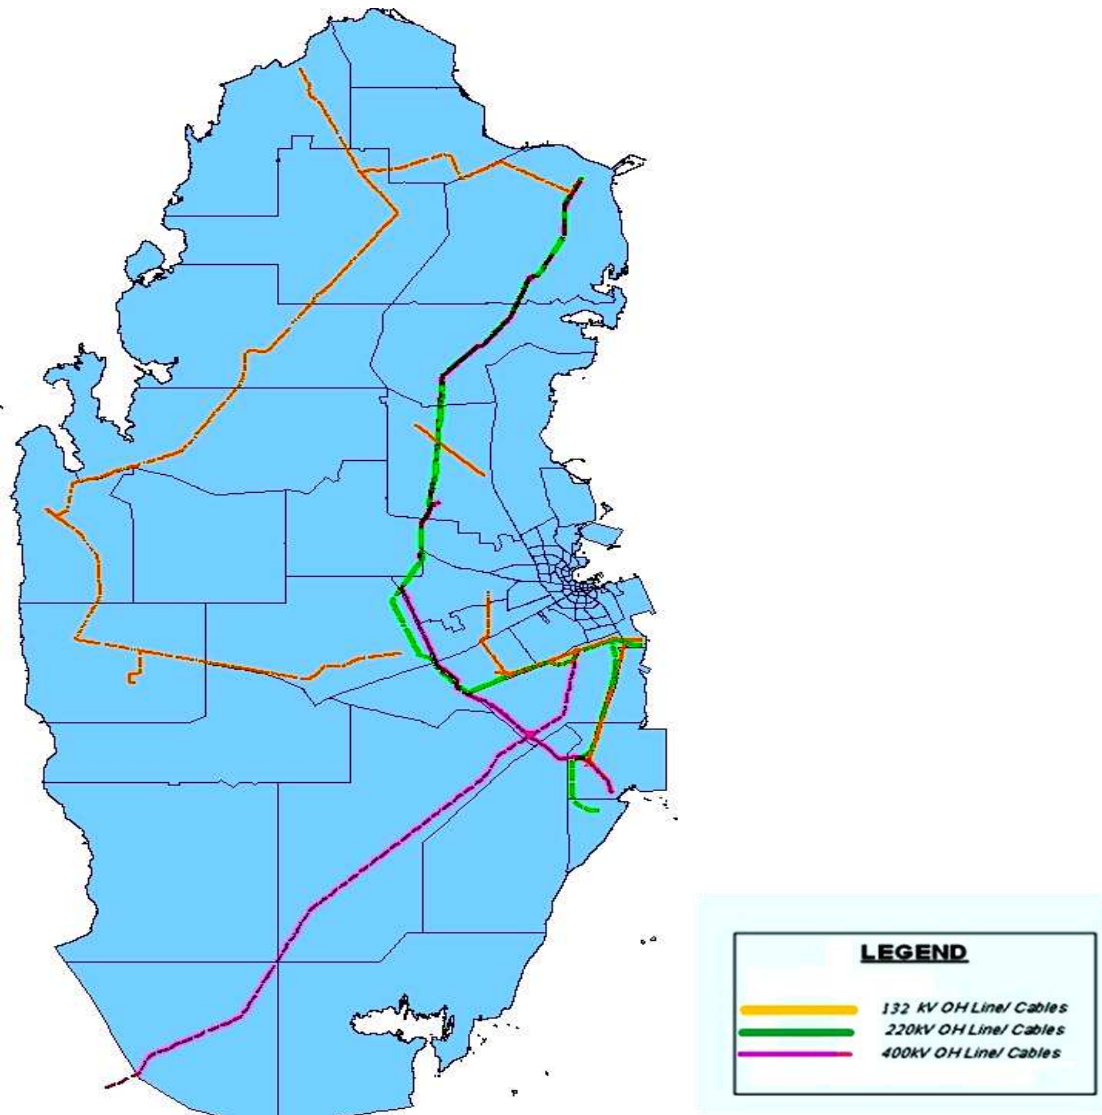 LEGEND
132 KV OH Line/ Cables
220kV OH Line/ Cables
400kV OH Line/ Cables